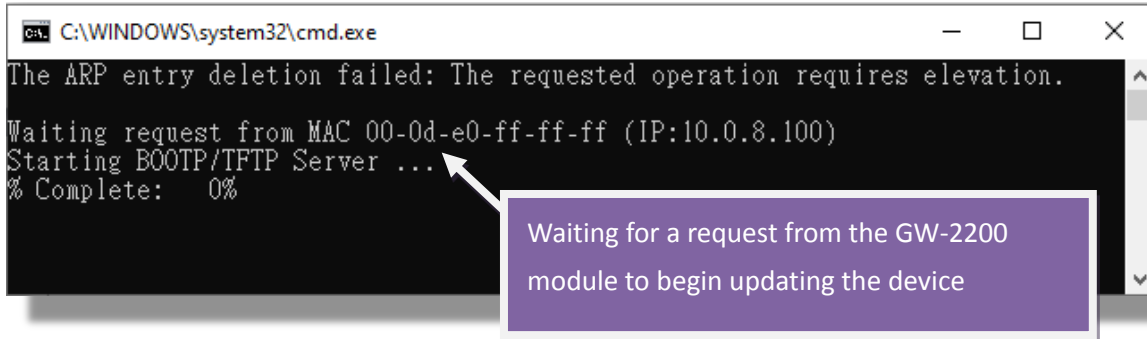 C:\WINDOWS\system32\cmd.exe
The ARP entry deletion failed: The requested operation requires elevation.
Waiting request from MAC 00-0d-e0-ff-ff-ff (IP:10.0.8.100)
Starting BOOTP/TFTP Server ...
% Complete:   0%
Waiting for a request from the GW-2200
module to begin updating the device